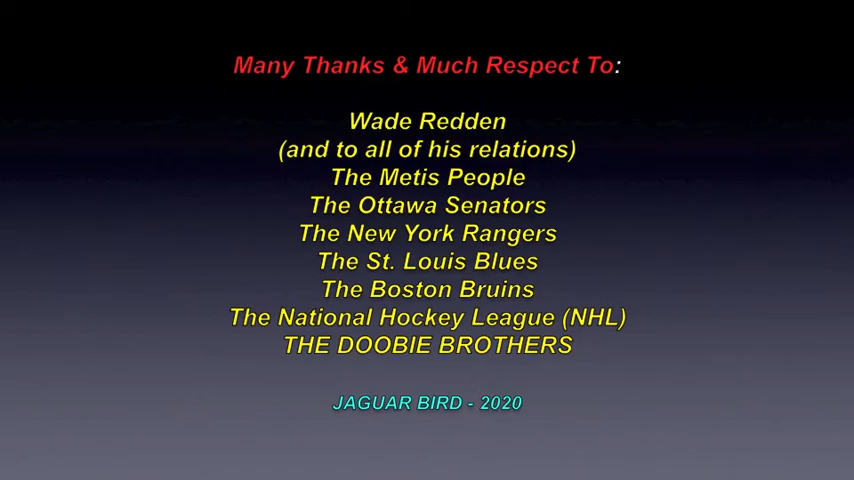 Many Thanks & Much Respect To:
Wade Redden
(and to all of his relations)
The Metis People
The Ottawa Senators
The New York Rangers
The St. Louis Blues
The Boston Bruins
The National Hockey League (NHL)
THE DOOBIE BROTHERS
JAGUAR BIRD - 2020